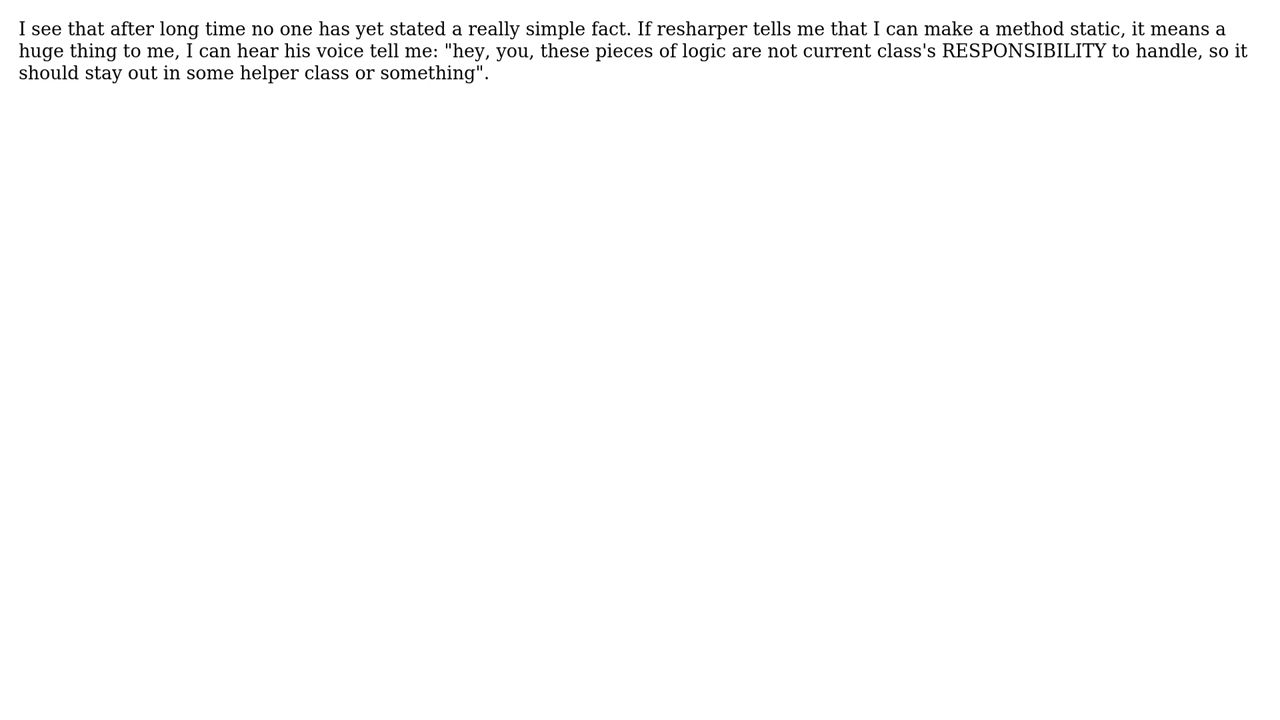 I see that after long time no one has yet stated a really simple fact. If resharper tells me that I can make a method static, it means a
huge thing to me, I can hear his voice tell me: "hey, you, these pieces of logic are not current class's RESPONSIBILITY to handle, so it
should stay out in some helper class or something".